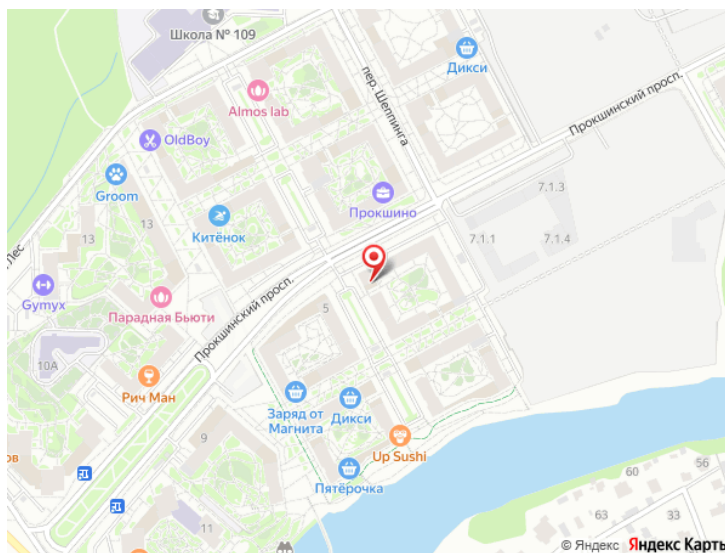 Школа № 109
Дикси
пер. Шеппинга
Прокшинский просп.
Almos lab
OldBoy
Groom
Прокшино
7.1.3
7.1.1
7.1.4
Китёнок
13
13
Лес
Gymyx
Парадная Бьюти
Прокшинский просп.
5
10А
Рич Ман
Заряд от
Магнита
Дикси
Up Sushi
9
Пятёрочка
ов
11
60
56
63
33
© Яндекс Яндекс Карты